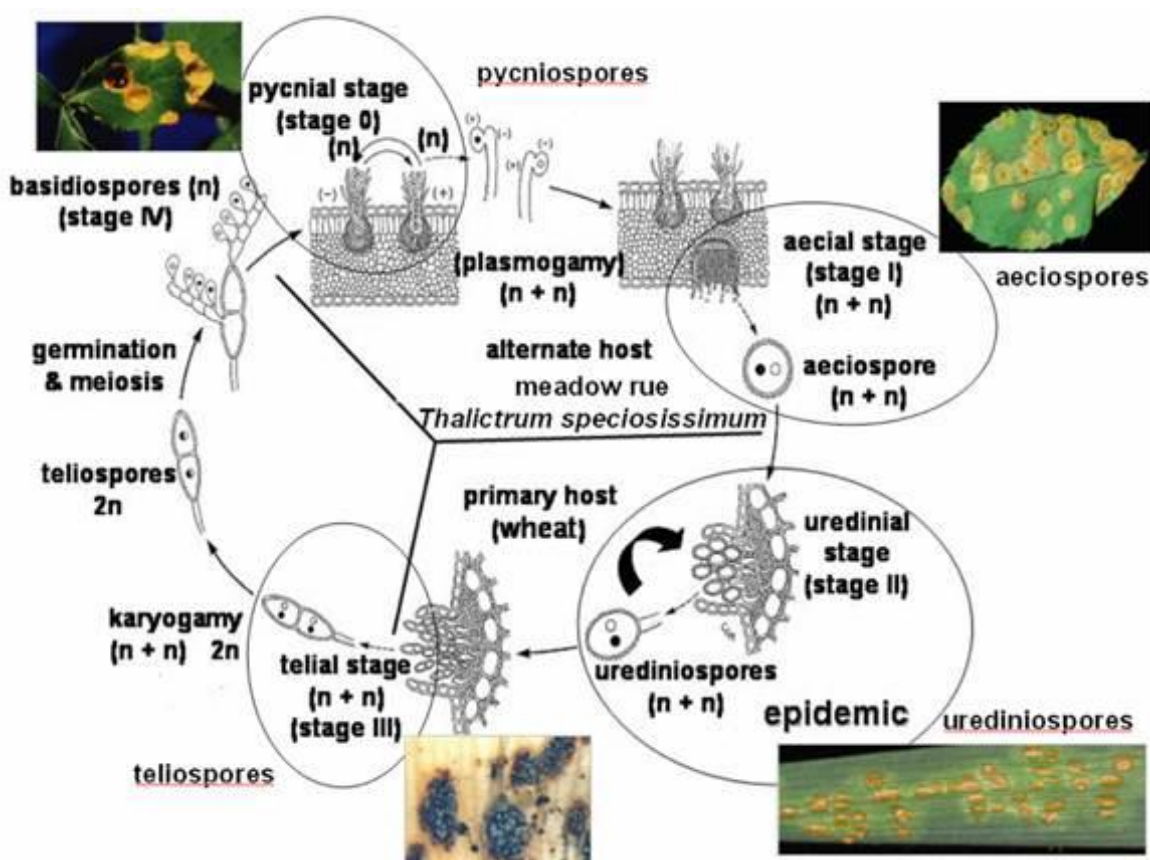 pycnial stage
(stage 0)
(n)
(n)
pycniospores
(+)
(-)
(+)
(-)
(-)
(+)
basidiospores (n)
(stage IV)
(plasmogamy)
(n + n)
aecial stage
(stage I)
(n + n)
aeciospores
germination
& meiosis
alternate host
meadow rue
Thalictrum speciosissimum
aeciospore
(n + n)
teliospores
2n
primary host
(wheat)
uredinial
stage
(stage II)
karyogamy
(n + n) 2n
telial stage
(n + n)
(stage III)
urediniospores
(n + n)
epidemic
urediniospores
teliospores